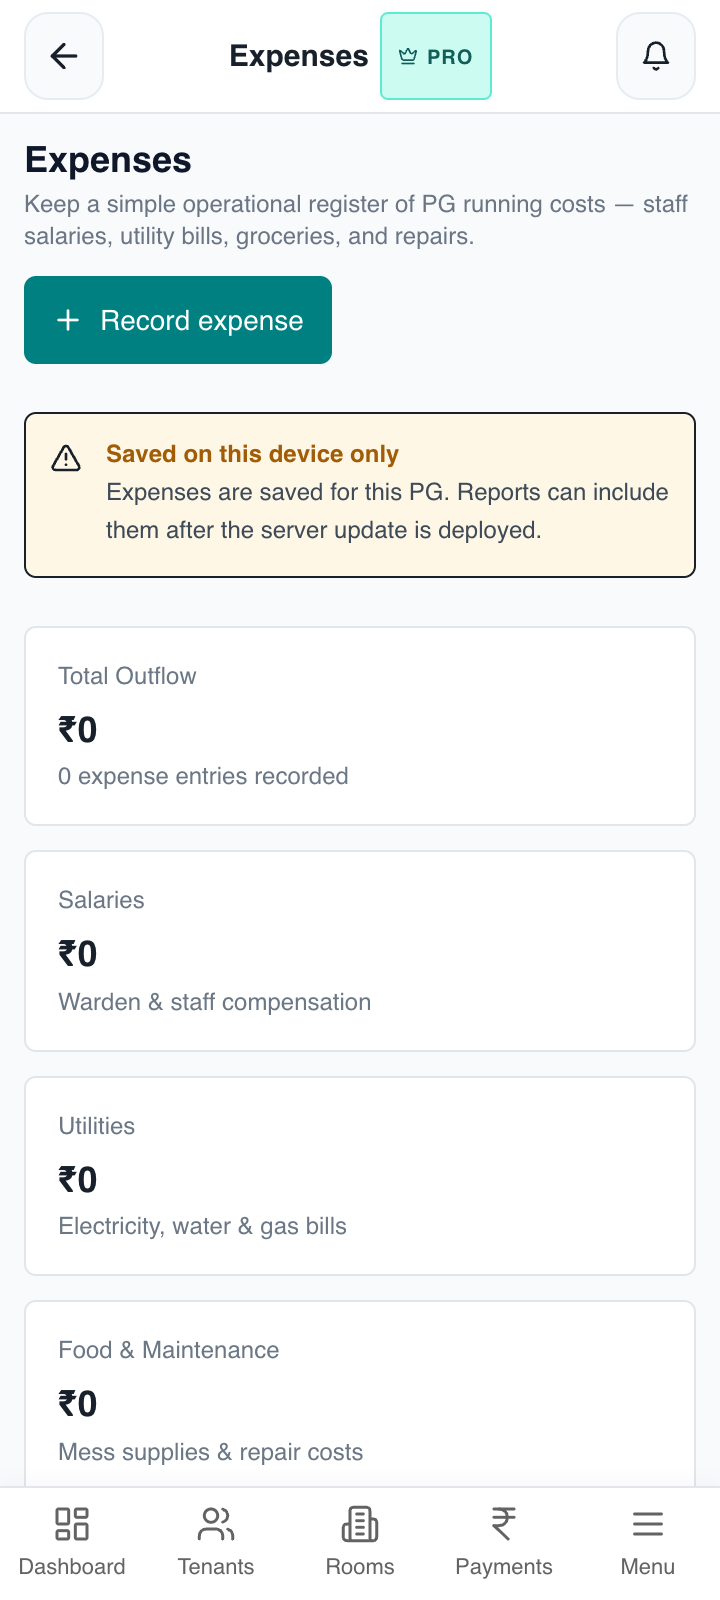 Expenses
PRO
Expenses
Keep a simple operational register of PG running costs — staff
salaries, utility bills, groceries, and repairs.
Record expense
Saved on this device only
Expenses are saved for this PG. Reports can include
them after the server update is deployed.
Total Outflow
₹0
0 expense entries recorded
Salaries
₹0
Warden & staff compensation
Utilities
₹0
Electricity, water & gas bills
Food & Maintenance
₹0
Mess supplies & repair costs
Dashboard
Tenants
Rooms
Payments
Menu